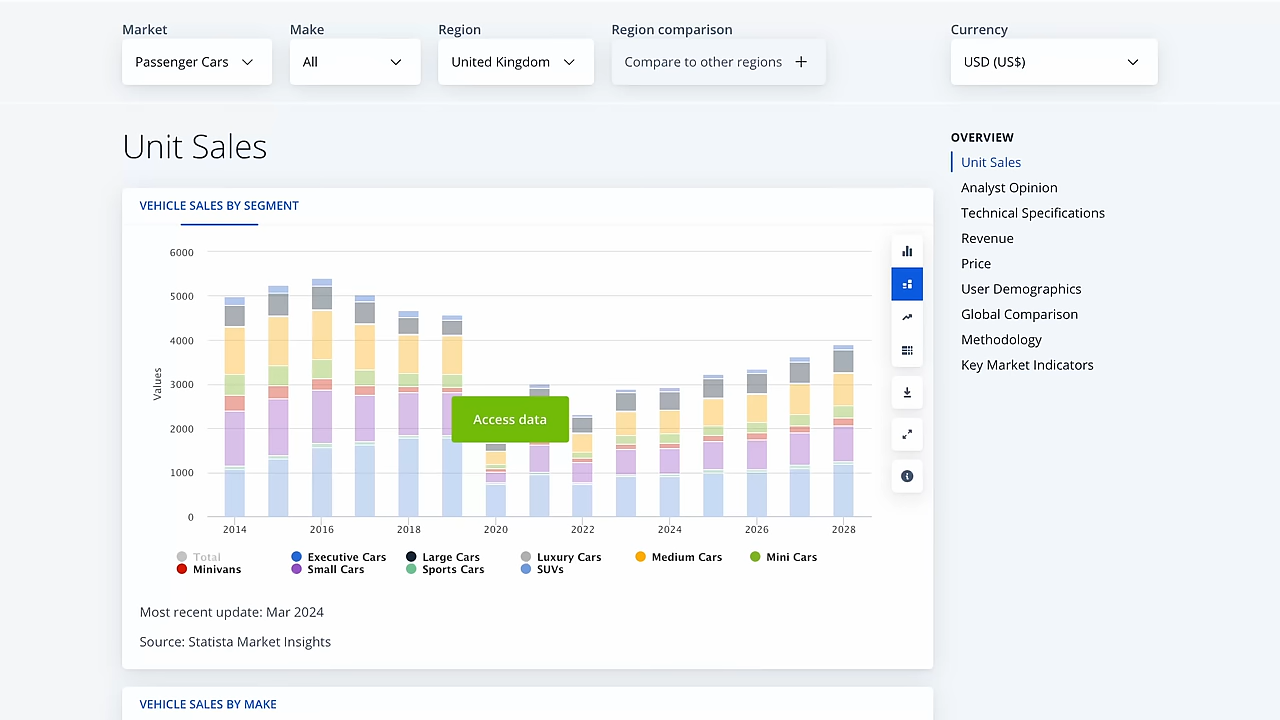 Market Make Region Region comparison Currency
Passenger Cars All United Kingdom Compare to other regions + USD (US$)
Unit Sales
OVERVIEW
Unit Sales
Analyst Opinion
Technical Specifications
Revenue
Price
User Demographics
Global Comparison
Methodology
Key Market Indicators
VEHICLE SALES BY SEGMENT
Values
6000
5000
4000
3000
2000
1000
0
Access data
2014 2016 2018 2020 2022 2024 2026 2028
Total Executive Cars Large Cars Luxury Cars Medium Cars Mini Cars
Minivans Small Cars Sports Cars SUVs
Most recent update: Mar 2024
Source: Statista Market Insights
VEHICLE SALES BY MAKE